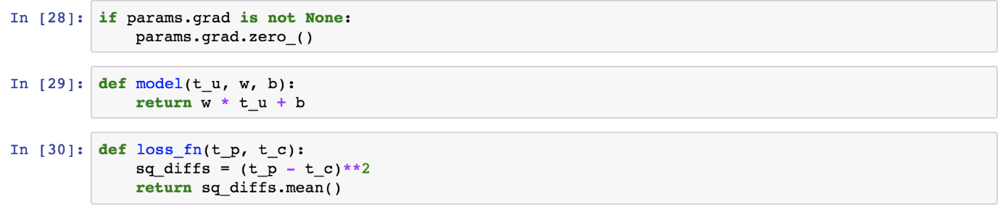 In [28]: if params.grad is not None:
    params.grad.zero_()
In [29]: def model(t_u, w, b):
    return w * t_u + b
In [30]: def loss_fn(t_p, t_c):
    sq_diffs = (t_p - t_c)**2
    return sq_diffs.mean()